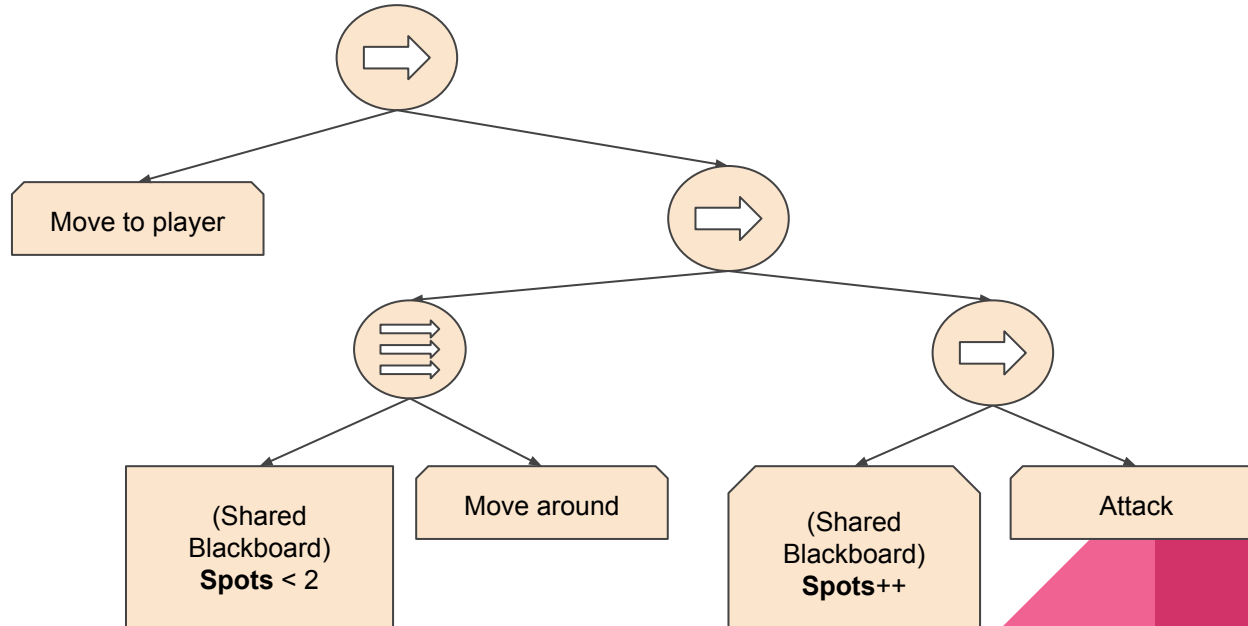 Move to player
(Shared
Blackboard)
Spots < 2
Move around
(Shared
Blackboard)
Spots++
Attack